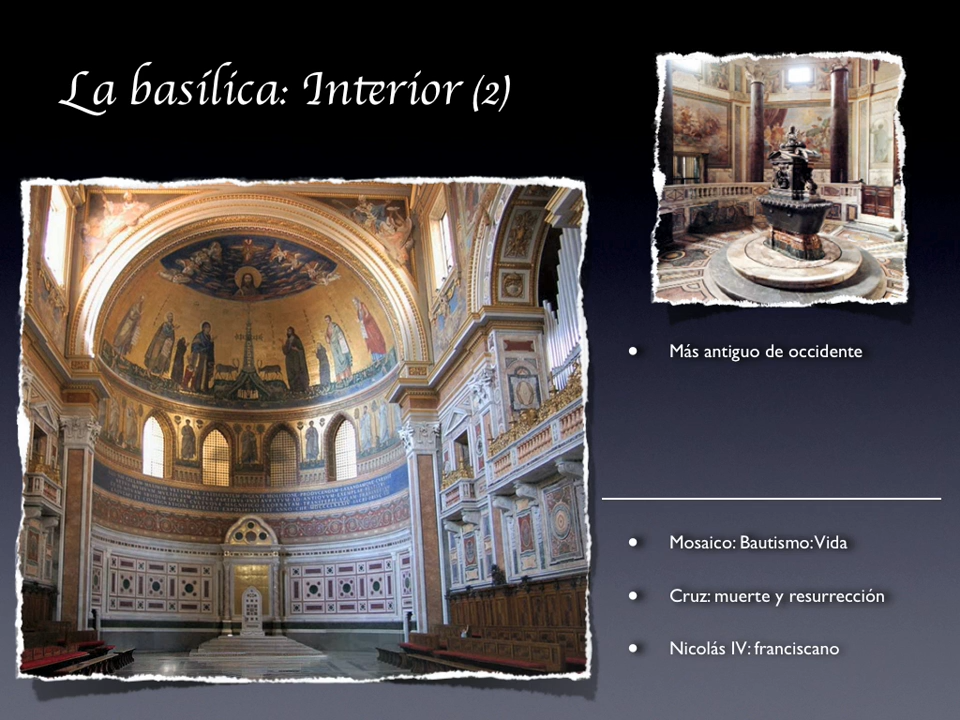 La basílica: Interior (2)
Más antiguo de occidente
Mosaico: Bautismo: Vida
Cruz: muerte y resurrección
Nicolás IV: franciscano